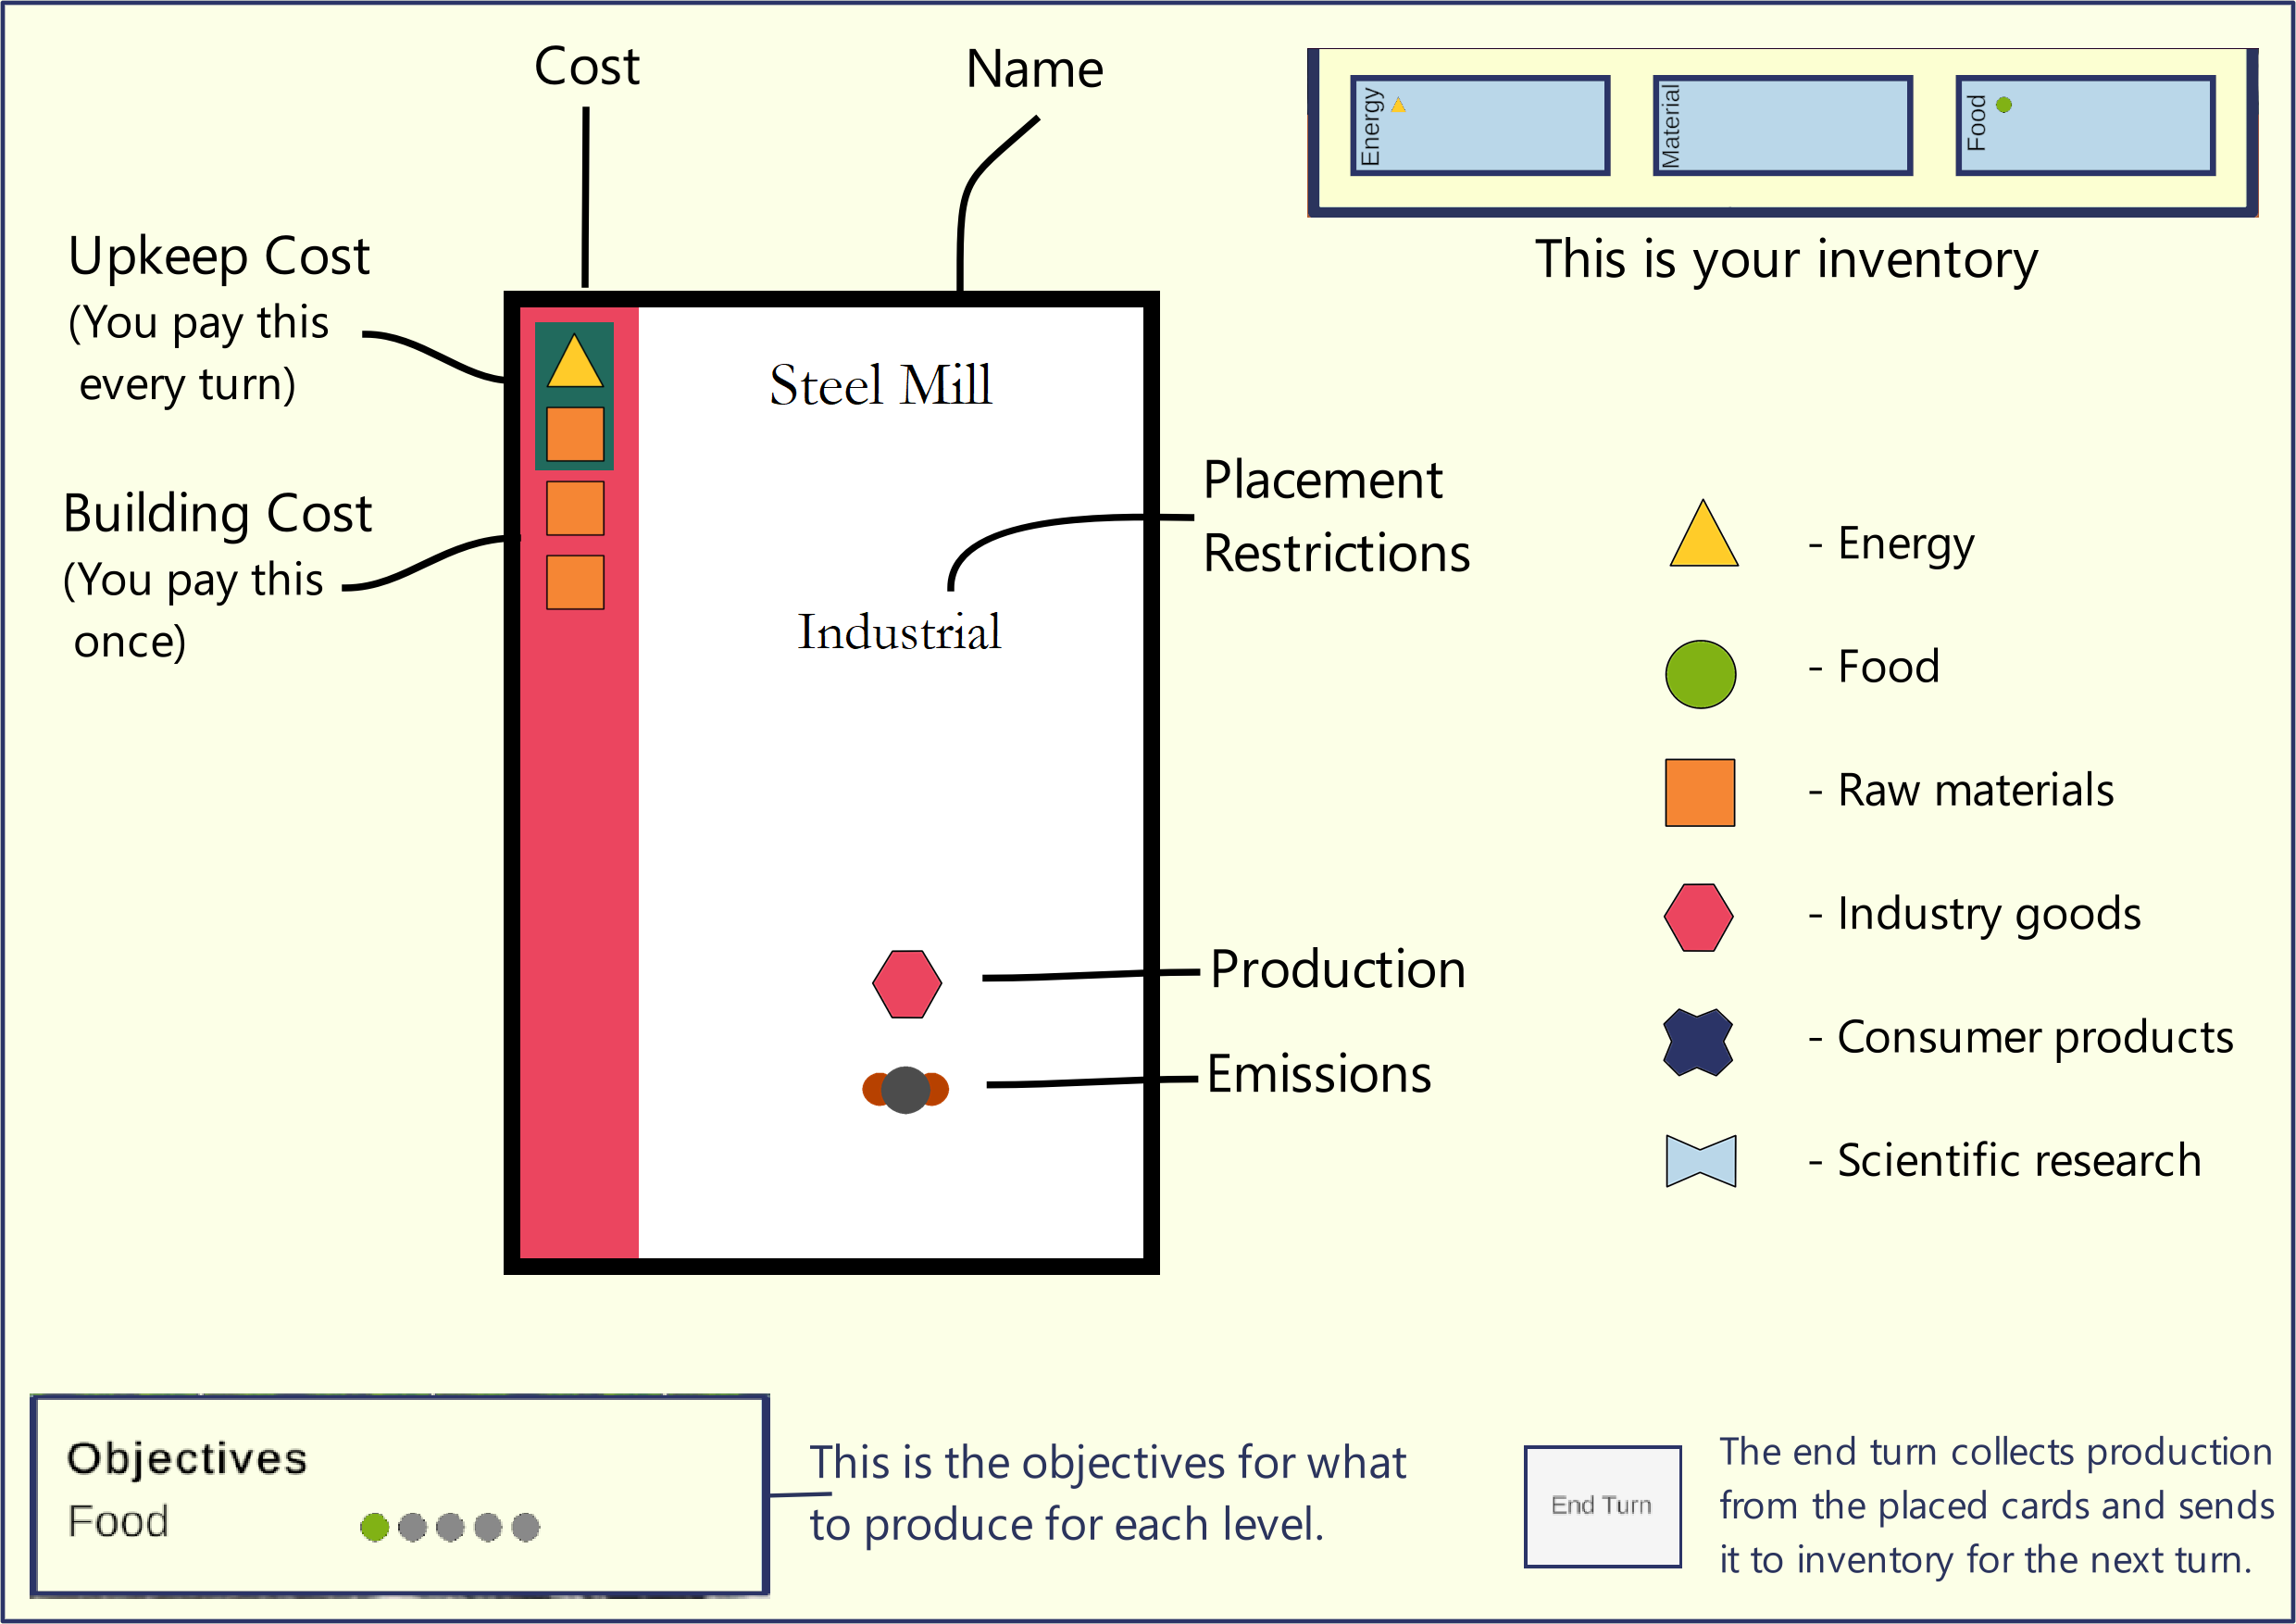 Cost
Name
Energy
Material
Food
This is your inventory
Upkeep Cost
(You pay this
every turn)
Building Cost
(You pay this
once)
Steel Mill
Industrial
Placement
Restrictions
Production
Emissions
- Energy
- Food
- Raw materials
- Industry goods
- Consumer products
- Scientific research
Objectives
Food
This is the objectives for what
to produce for each level.
End Turn
The end turn collects production
from the placed cards and sends
it to inventory for the next turn.